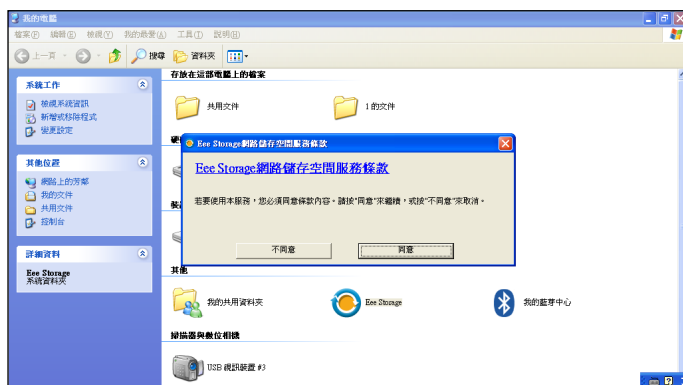 我的電腦
檔案(F) 編輯(E) 檢視(V) 我的最愛(A) 工具(T) 說明(H)
上一頁 搜尋 資料夾
存放在這部電腦上的檔案
系統工作
檢視系統資訊
新增或移除程式
變更設定
共用文件
1 的文件
Eee Storage網路儲存空間服務條款
Eee Storage網路儲存空間服務條款
若要使用本服務，您必須同意條款內容。請按"同意"來繼續，或按"不同意"來取消。
不同意 同意
其他位置
網路上的芳鄰
我的文件
共用文件
控制台
詳細資料
Eee Storage
系統資料夾
其他
我的共用資料夾
Eee Storage
我的藍芽中心
掃描器與數位相機
USB 視訊裝置 #3